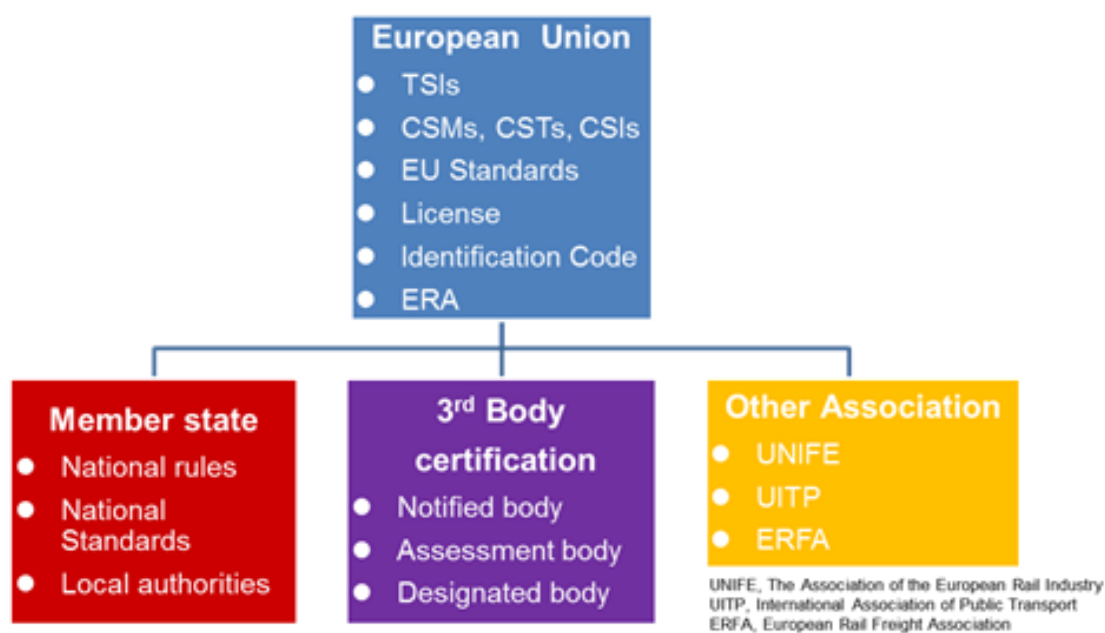 European Union
● TSIs
● CSMs, CSTs, CSIs
● EU Standards
● License
● Identification Code
● ERA
Member state
● National rules
● National
Standards
● Local authorities
3rd Body
certification
● Notified body
● Assessment body
● Designated body
Other Association
● UNIFE
● UITP
● ERFA
UNIFE, The Association of the European Rail Industry
UITP, International Association of Public Transport
ERFA, European Rail Freight Association